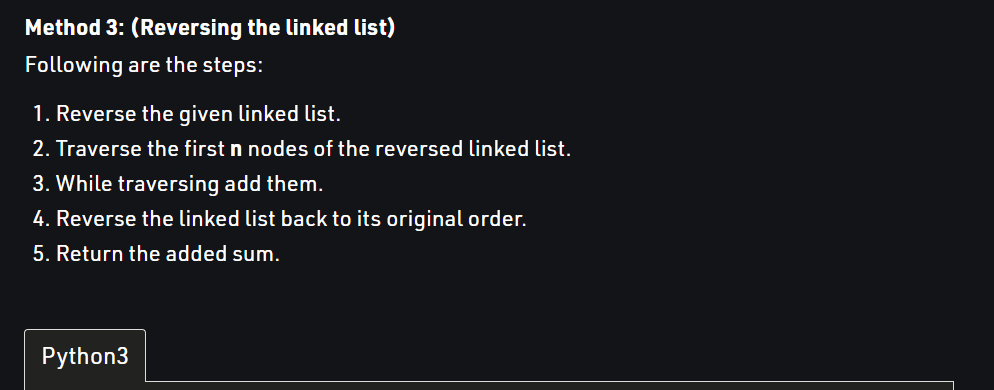 Method 3: (Reversing the linked list)
Following are the steps:
1. Reverse the given linked list.
2. Traverse the first n nodes of the reversed linked list.
3. While traversing add them.
4. Reverse the linked list back to its original order.
5. Return the added sum.
Python3